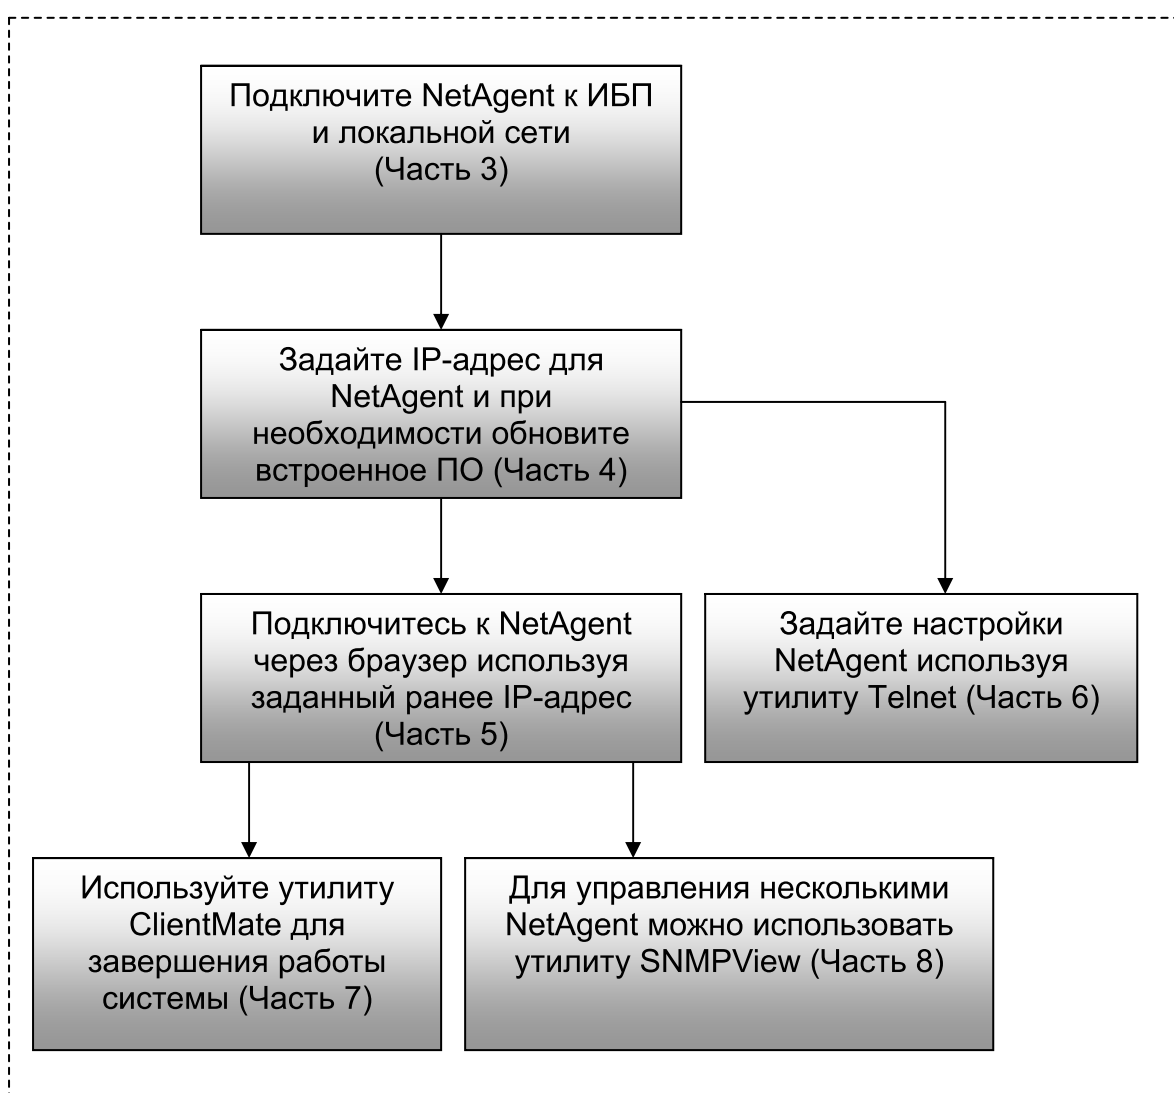 Подключите NetAgent к ИБП
и локальной сети
(Часть 3)
Задайте IP-адрес для
NetAgent и при
необходимости обновите
встроенное ПО (Часть 4)
Подключитесь к NetAgent
через браузер используя
заданный ранее IP-адрес
(Часть 5)
Задайте настройки
NetAgent используя
утилиту Telnet (Часть 6)
Используйте утилиту
ClientMate для
завершения работы
системы (Часть 7)
Для управления несколькими
NetAgent можно использовать
утилиту SNMPView (Часть 8)